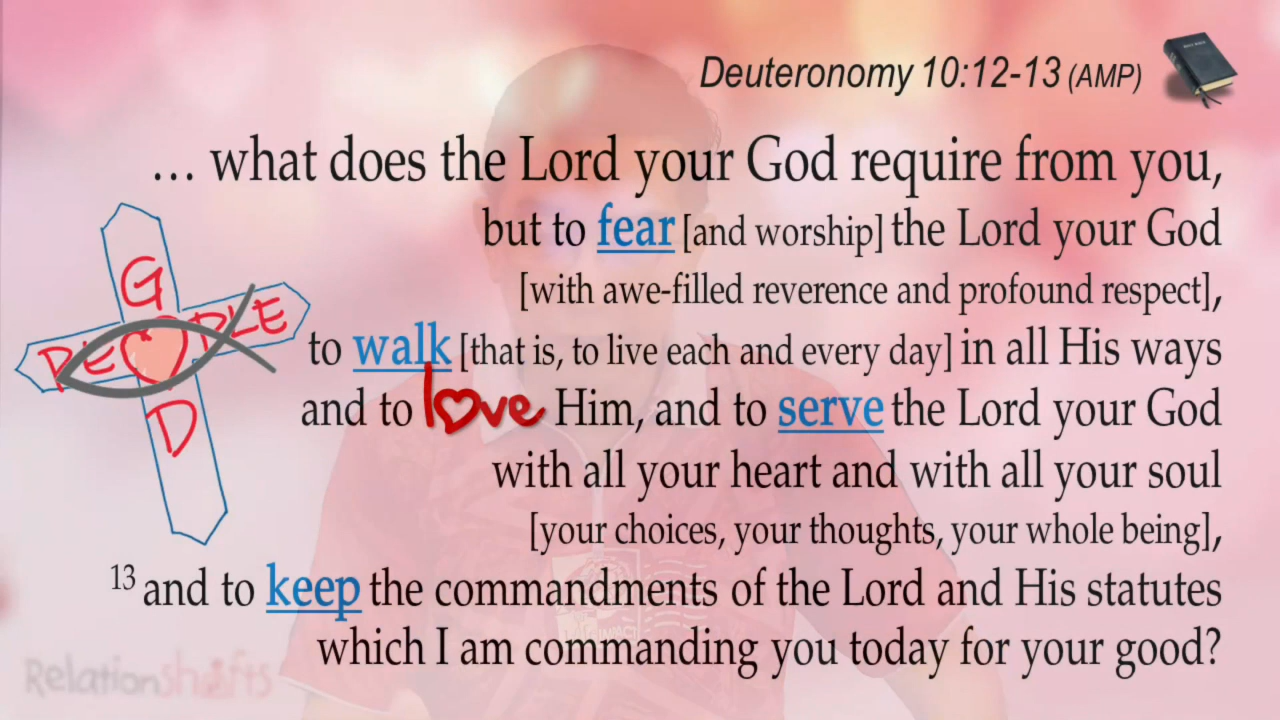 Deuteronomy 10:12-13 (AMP)
… what does the Lord your God require from you,
but to fear [and worship] the Lord your God
[with awe-filled reverence and profound respect],
to walk [that is, to live each and every day] in all His ways
and to love Him, and to serve the Lord your God
with all your heart and with all your soul
[your choices, your thoughts, your whole being],
13 and to keep the commandments of the Lord and His statutes
which I am commanding you today for your good?
G
PE PLE
D
Relationshifts